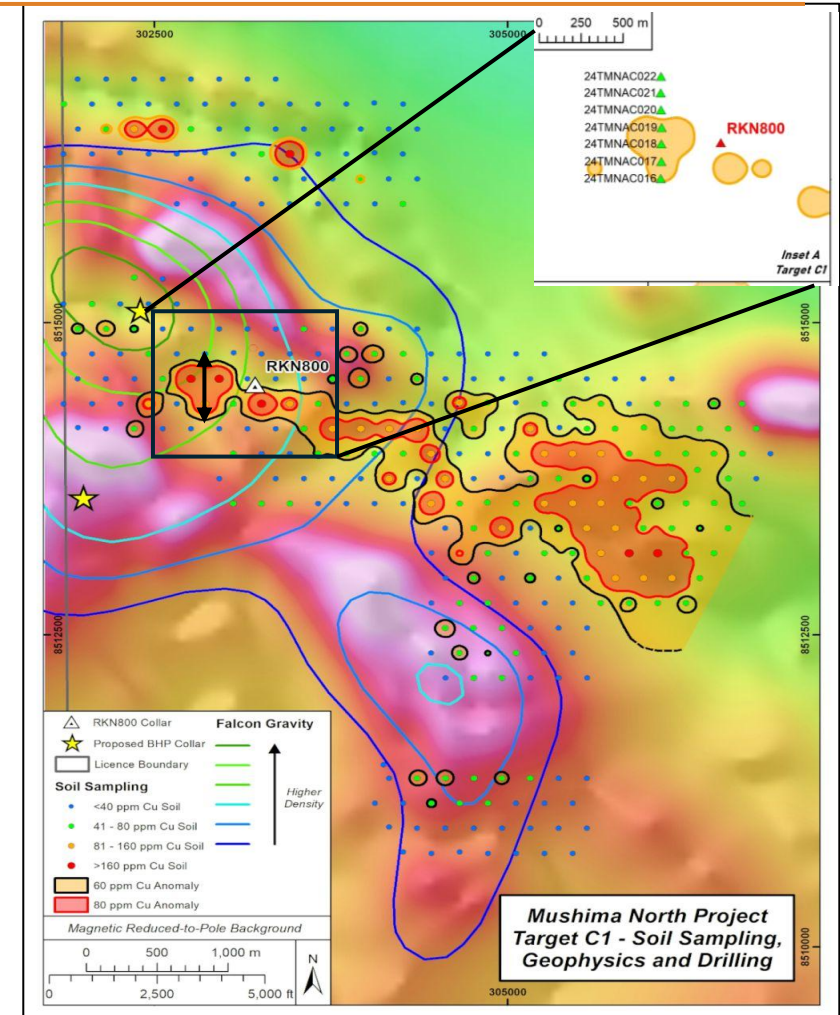 302500
305000
0 250 500 m
24TMNAC022
24TMNAC021
24TMNAC020
24TMNAC019
24TMNAC018
24TMNAC017
24TMNAC016
RKN800
Inset A
Target C1
8515000
8515000
RKN800
8512500
8512500
RKN800 Collar
Proposed BHP Collar
Licence Boundary
Soil Sampling
<40 ppm Cu Soil
41 - 80 ppm Cu Soil
81 - 160 ppm Cu Soil
>160 ppm Cu Soil
60 ppm Cu Anomaly
80 ppm Cu Anomaly
Falcon Gravity
Higher
Density
Magnetic Reduced-to-Pole Background
0 500 1,000 m
0 2,500 5,000 ft
N
Mushima North Project
Target C1 - Soil Sampling,
Geophysics and Drilling
8510000
305000